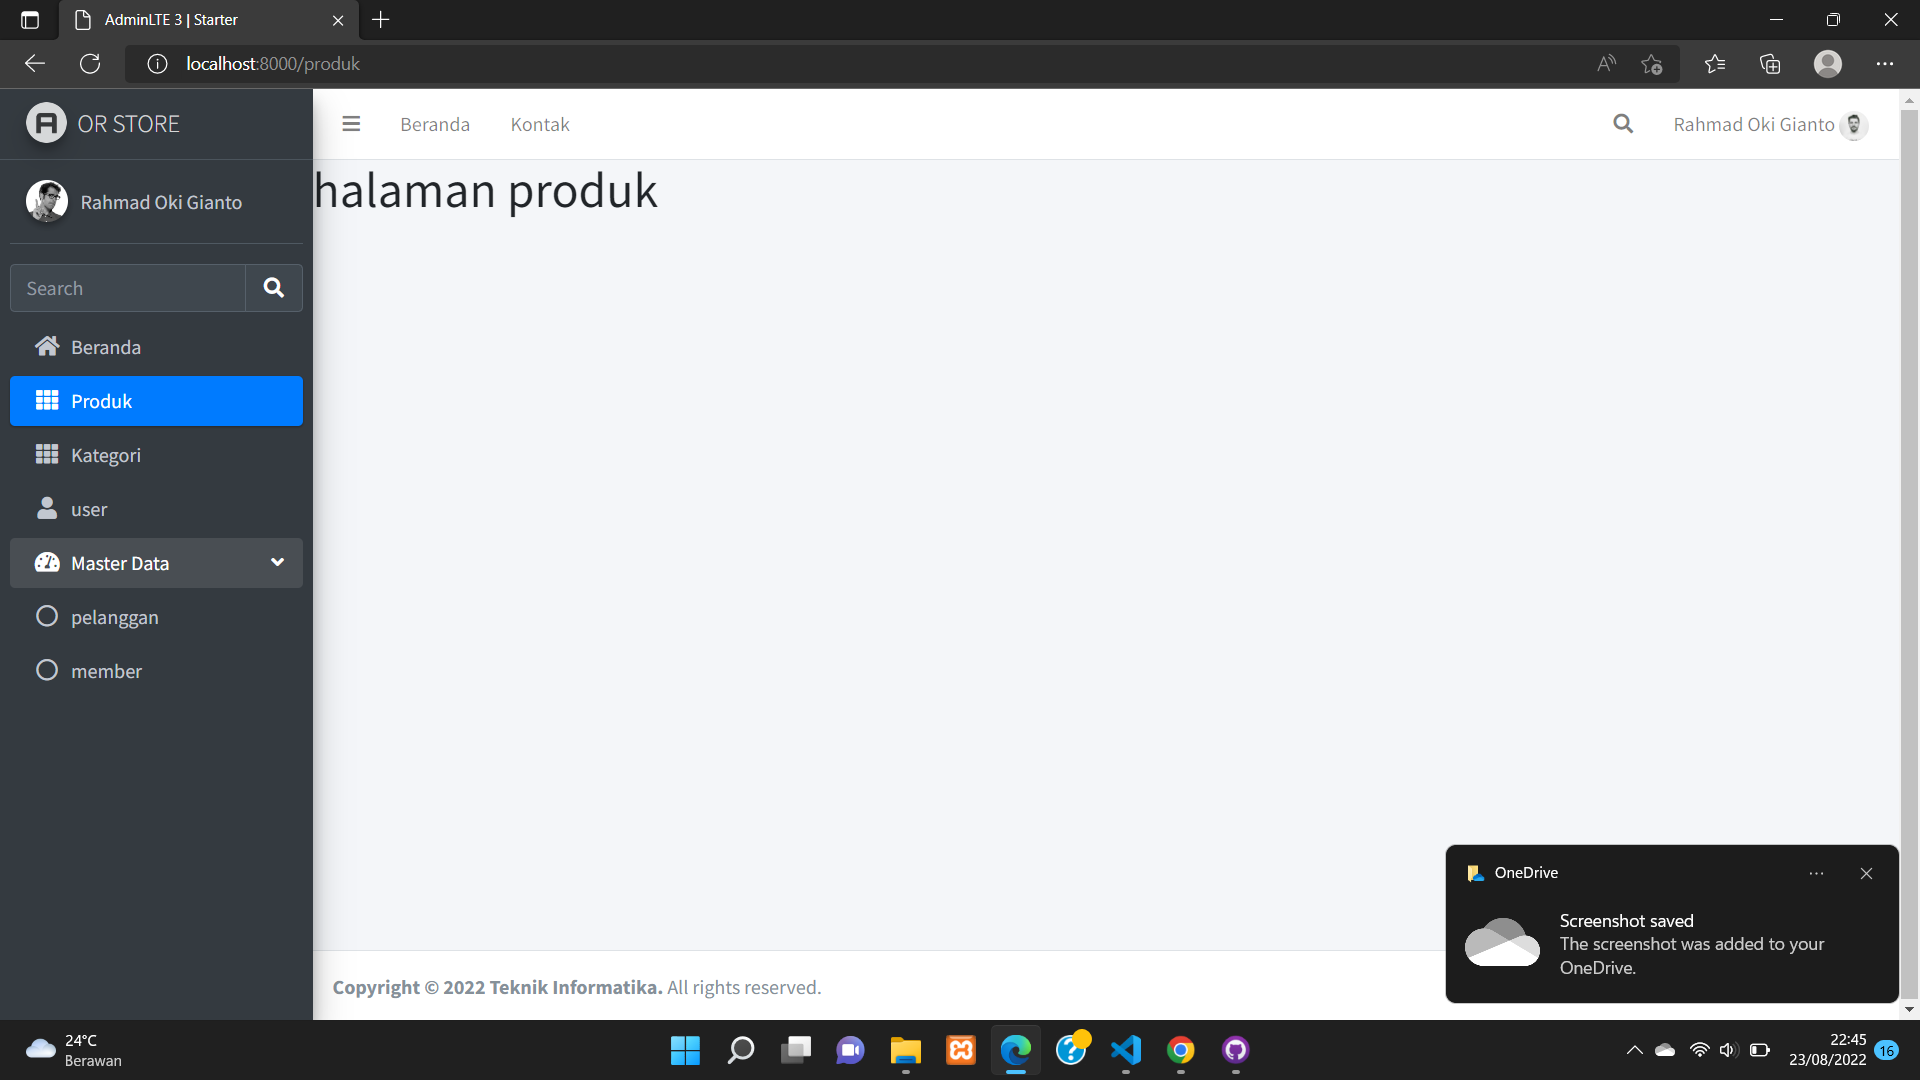 AdminLTE 3 | Starter
localhost:8000/produk
OR STORE
Beranda
Kontak
Rahmad Oki Gianto
Rahmad Oki Gianto
halaman produk
Search
Beranda
Produk
Kategori
user
Master Data
pelanggan
member
OneDrive
Screenshot saved
The screenshot was added to your
OneDrive.
Copyright © 2022 Teknik Informatika. All rights reserved.
24°C
Berawan
22:45
23/08/2022
16